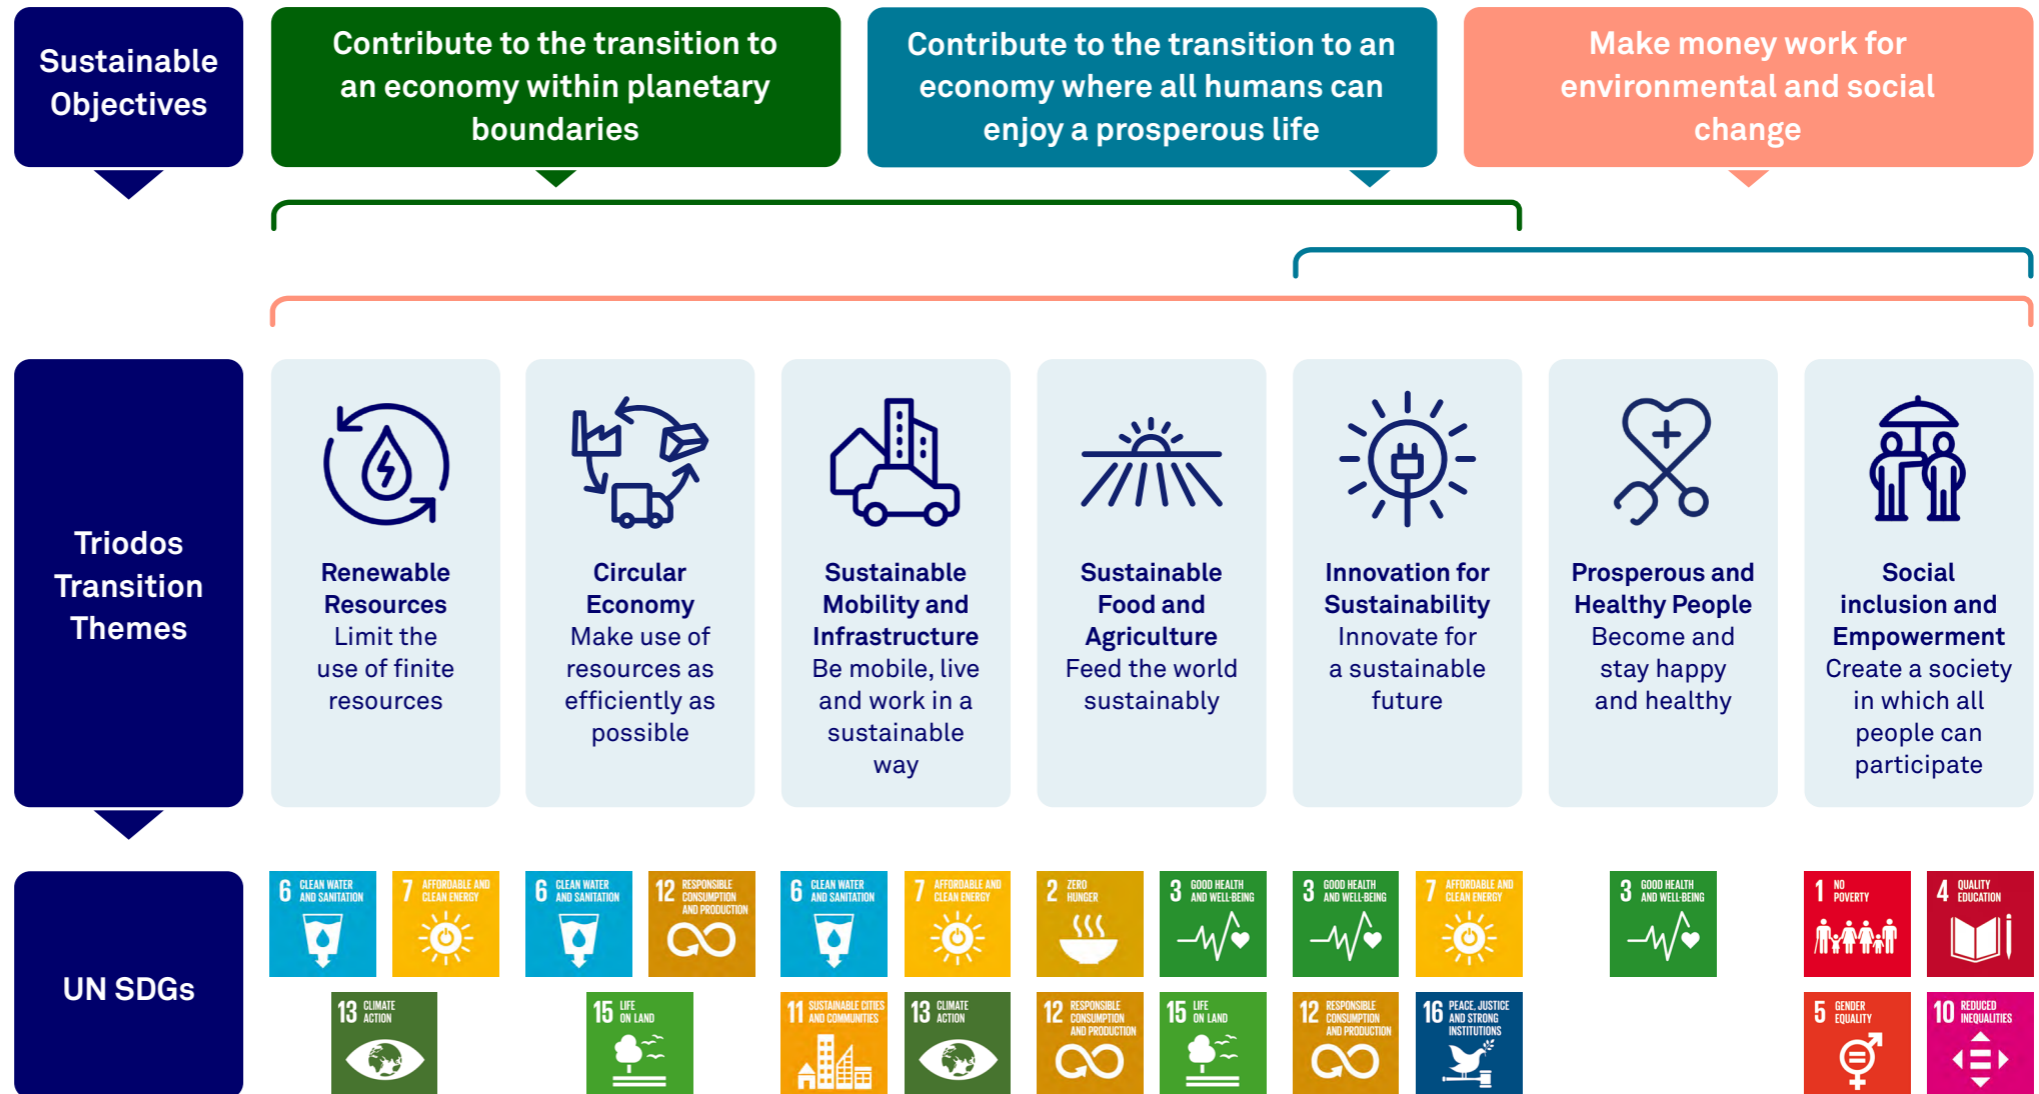 Sustainable
Objectives
Contribute to the transition to
an economy within planetary
boundaries
Contribute to the transition to an
economy where all humans can
enjoy a prosperous life
Make money work for
environmental and social
change
Triodos
Transition
Themes
Renewable
Resources
Limit the
use of finite
resources
Circular
Economy
Make use of
resources as
efficiently as
possible
Sustainable
Mobility and
Infrastructure
Be mobile, live
and work in a
sustainable
way
Sustainable
Food and
Agriculture
Feed the world
sustainably
Innovation for
Sustainability
Innovate for
a sustainable
future
Prosperous and
Healthy People
Become and
stay happy
and healthy
Social
inclusion and
Empowerment
Create a society
in which all
people can
participate
UN SDGs
6 CLEAN WATER
AND SANITATION
7 AFFORDABLE AND
CLEAN ENERGY
13 CLIMATE
ACTION
6 CLEAN WATER
AND SANITATION
12 RESPONSIBLE
CONSUMPTION
AND PRODUCTION
15 LIFE
ON LAND
6 CLEAN WATER
AND SANITATION
7 AFFORDABLE AND
CLEAN ENERGY
11 SUSTAINABLE CITIES
AND COMMUNITIES
13 CLIMATE
ACTION
2 ZERO
HUNGER
3 GOOD HEALTH
AND WELL-BEING
12 RESPONSIBLE
CONSUMPTION
AND PRODUCTION
15 LIFE
ON LAND
3 GOOD HEALTH
AND WELL-BEING
7 AFFORDABLE AND
CLEAN ENERGY
12 RESPONSIBLE
CONSUMPTION
AND PRODUCTION
16 PEACE, JUSTICE
AND STRONG
INSTITUTIONS
3 GOOD HEALTH
AND WELL-BEING
1 NO
POVERTY
4 QUALITY
EDUCATION
5 GENDER
EQUALITY
10 REDUCED
INEQUALITIES